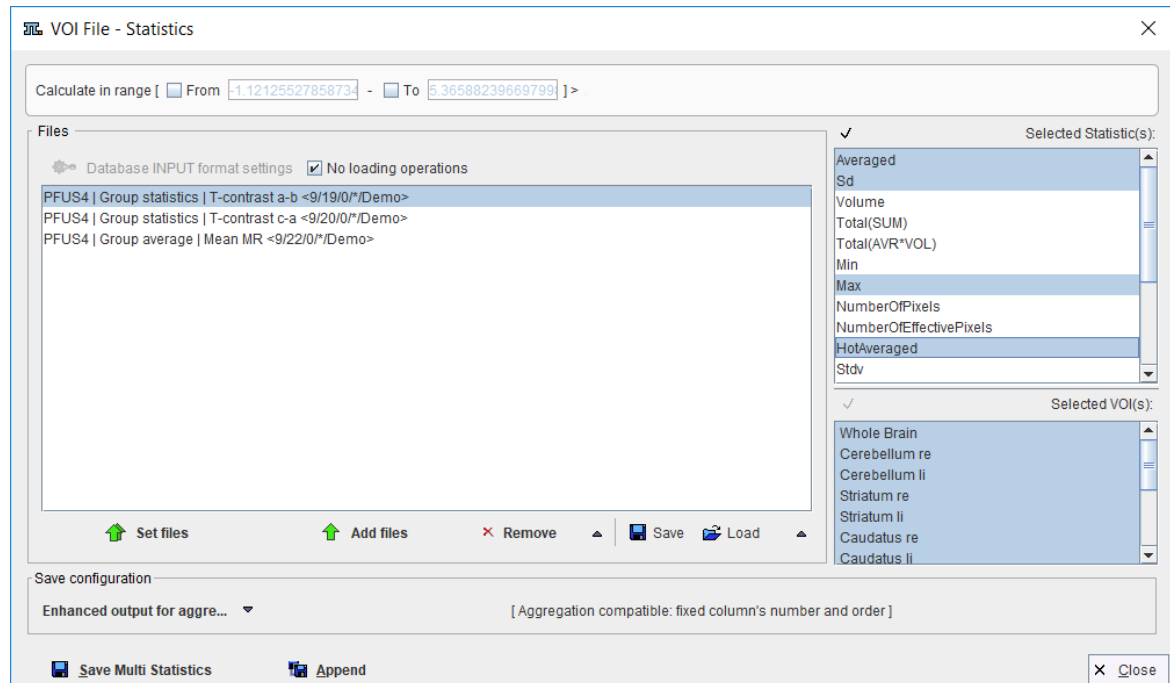 VOI File - Statistics
Calculate in range [ From -1.12125527858734 - To 5.36588239669799 ] >
Files
Database INPUT format settings No loading operations
PFUS4 | Group statistics | T-contrast a-b <9/19/0/*/Demo>
PFUS4 | Group statistics | T-contrast c-a <9/20/0/*/Demo>
PFUS4 | Group average | Mean MR <9/22/0/*/Demo>
Set files Add files Remove Save Load
Selected Statistic(s):
Averaged
Sd
Volume
Total(SUM)
Total(AVR*VOL)
Min
Max
NumberOfPixels
NumberOfEffectivePixels
HotAveraged
Stdv
Selected VOI(s):
Whole Brain
Cerebellum re
Cerebellum li
Striatum re
Striatum li
Caudatus re
Caudatus li
Save configuration
Enhanced output for aggre... [ Aggregation compatible: fixed column's number and order ]
Save Multi Statistics Append Close